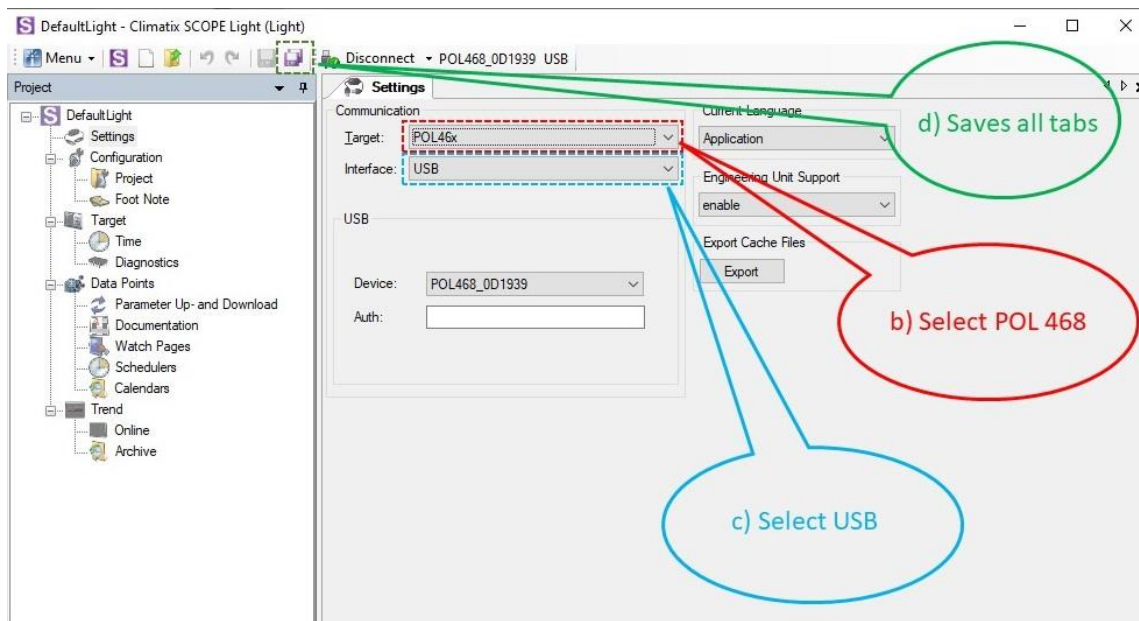 DefaultLight - Climatix SCOPE Light (Light)
Menu
Disconnect
POL468_0D1939 USB
Project
DefaultLight
Settings
Configuration
Project
Foot Note
Target
Time
Diagnostics
Data Points
Parameter Up- and Download
Documentation
Watch Pages
Schedulers
Calendars
Trend
Online
Archive
Settings
Communication
Target:
POL46x
Interface:
USB
USB
Device:
POL468_0D1939
Auth:
Current Language
Application
Engineering Unit Support
enable
Export Cache Files
Export
d) Saves all tabs
b) Select POL 468
c) Select USB